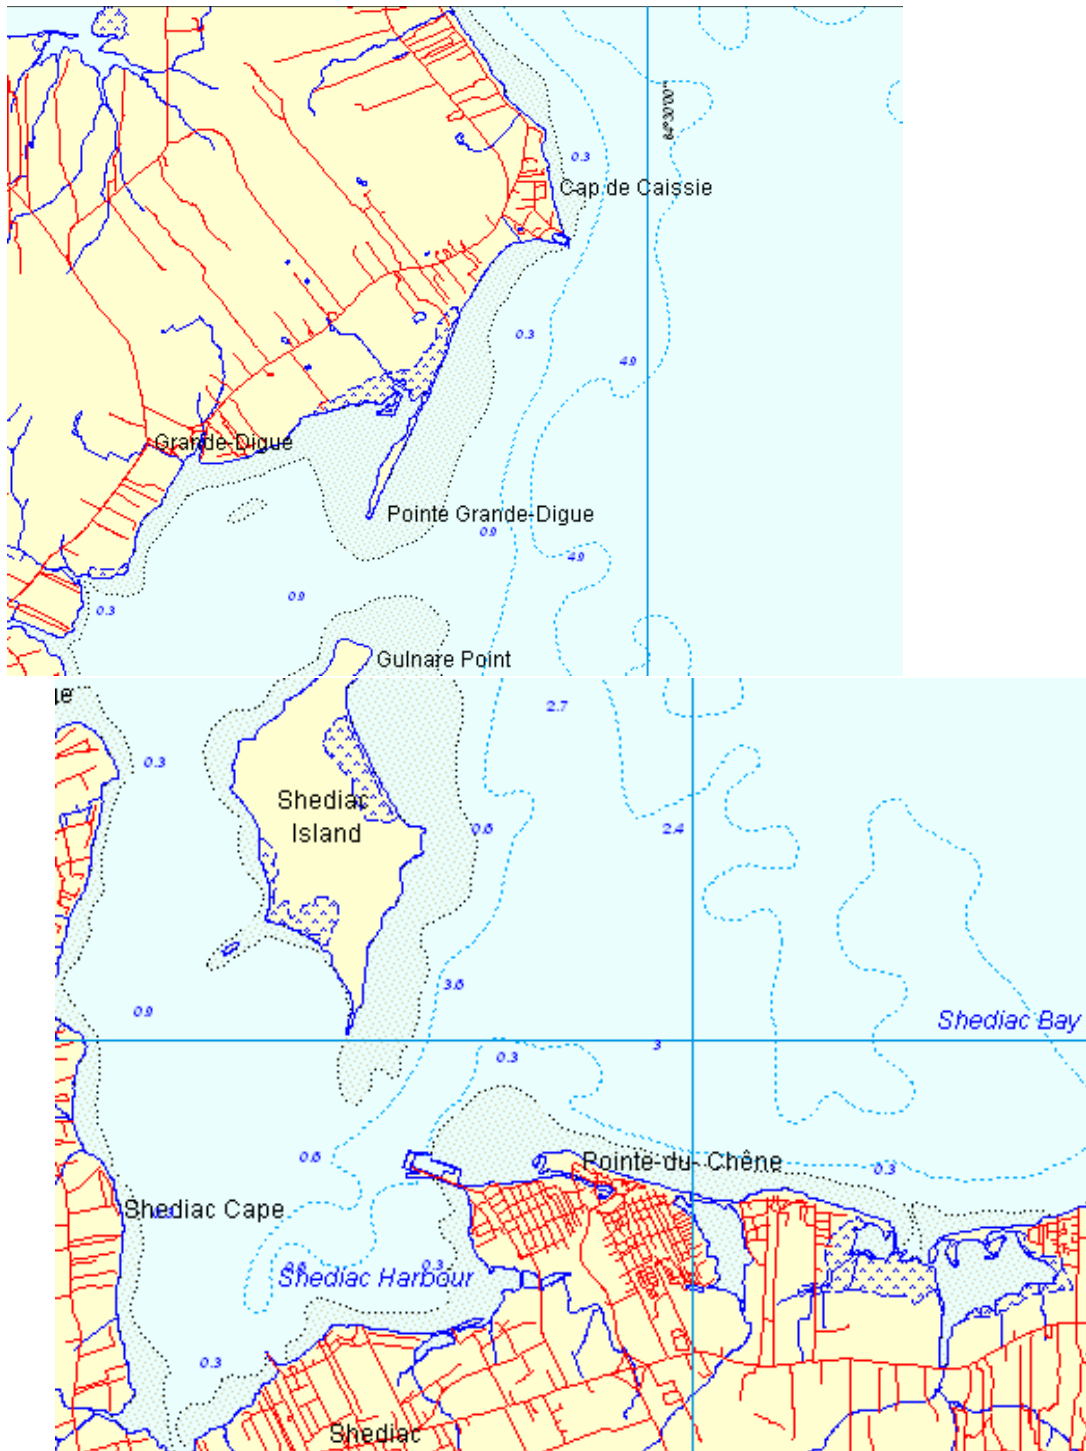 64°30'00"
0.3
Cap de Caissie
0.3
4.9
Grande-Digue
Pointe Grande-Digue
0.9
4.9
0.9
0.3
Gulnare Point
ue
2.7
0.3
Shediac
Island
0.6
2.4
3.6
0.9
Shediac Bay
0.3
3
0.6
Pointe-du-Chêne
0.3
Shediac Cape
Shediac Harbour
0.3
0.3
Shediac